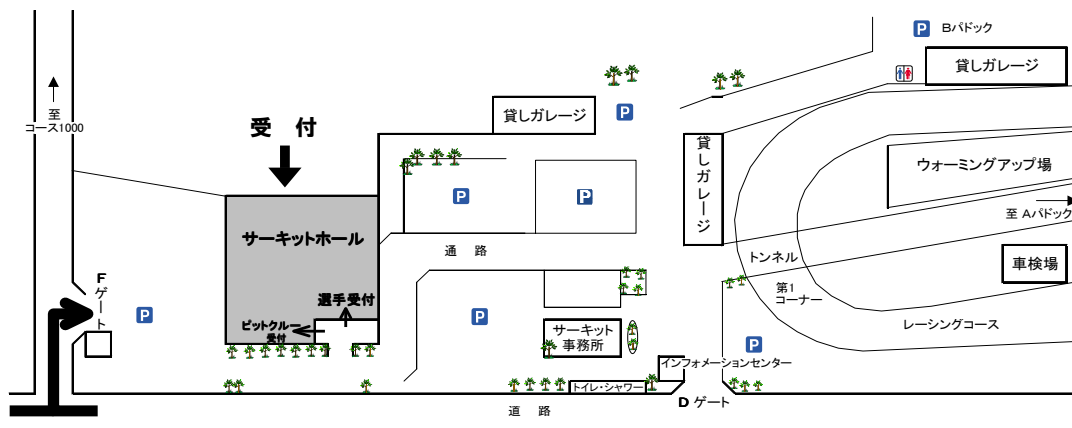 P
Bパドック
貸しガレージ
至
コース1000
受　付
貸しガレージ
P
貸しガレージ
ウォーミングアップ場
P
P
至 Aパドック
サーキットホール
通　路
トンネル
車検場
Fゲート
選手受付
第1
コーナー
P
ピットクルー
受付
P
サーキット
事務所
レーシングコース
P
インフォメーションセンター
トイレ・シャワー
D ゲート
道　路